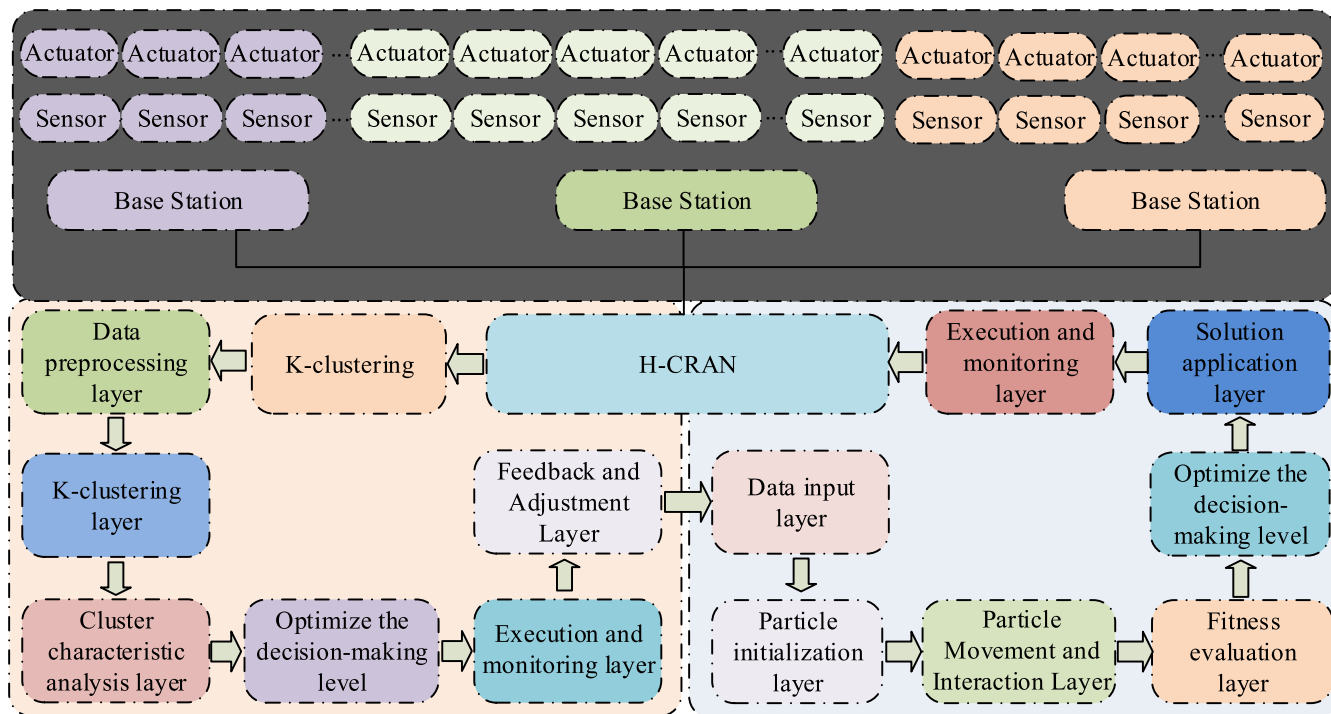 Actuator Actuator Actuator ... Actuator Actuator Actuator Actuator ... Actuator Actuator Actuator Actuator ... Actuator
Sensor Sensor Sensor ... Sensor Sensor Sensor Sensor ... Sensor Sensor Sensor Sensor ... Sensor
Base Station Base Station Base Station
Data
preprocessing
layer
K-clustering
H-CRAN
Execution and
monitoring
layer
Solution
application
layer
K-clustering
layer
Feedback and
Adjustment
Layer
Data input
layer
Optimize the
decision-
making level
Cluster
characteristic
analysis layer
Optimize the
decision-making
level
Execution and
monitoring layer
Particle
initialization
layer
Particle
Movement and
Interaction Layer
Fitness
evaluation
layer